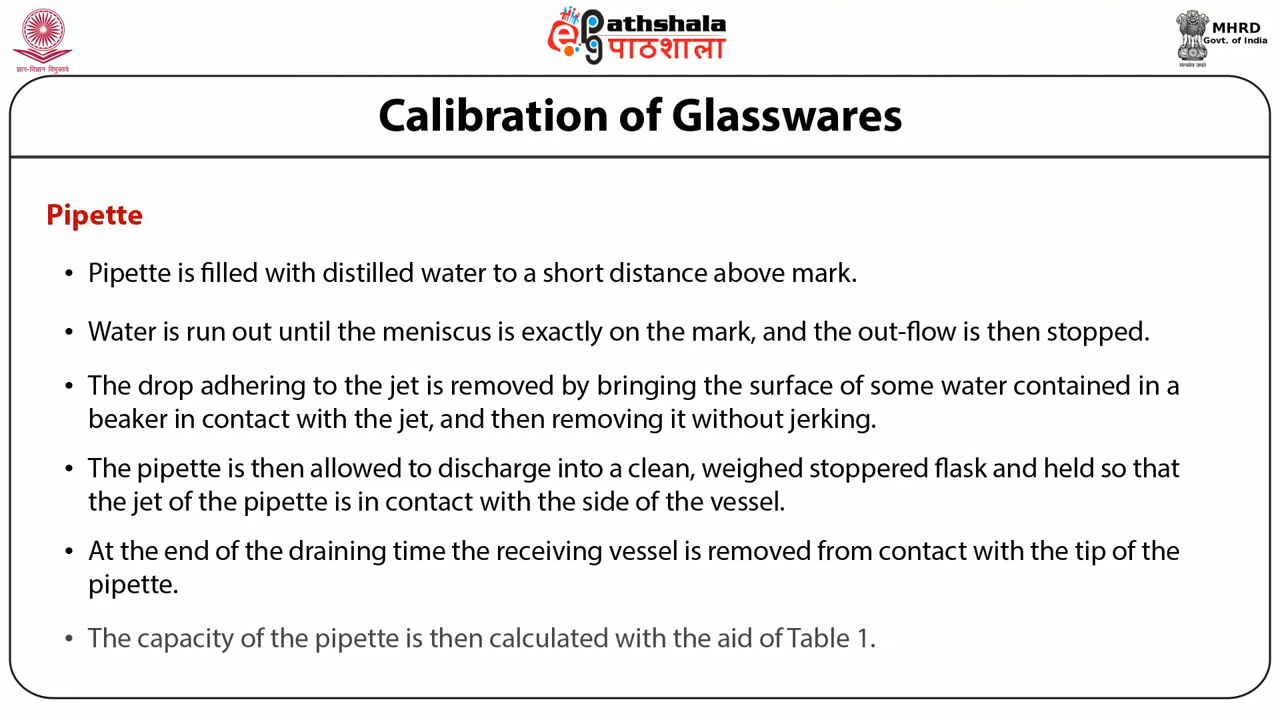 ज्ञान-विज्ञान विमुक्तये
ePg
athshala
पाठशाला
MHRD
Govt. of India
सत्यमेव जयते
Calibration of Glasswares
Pipette
• Pipette is filled with distilled water to a short distance above mark.
• Water is run out until the meniscus is exactly on the mark, and the out-flow is then stopped.
• The drop adhering to the jet is removed by bringing the surface of some water contained in a
beaker in contact with the jet, and then removing it without jerking.
• The pipette is then allowed to discharge into a clean, weighed stoppered flask and held so that
the jet of the pipette is in contact with the side of the vessel.
• At the end of the draining time the receiving vessel is removed from contact with the tip of the
pipette.
• The capacity of the pipette is then calculated with the aid of Table 1.